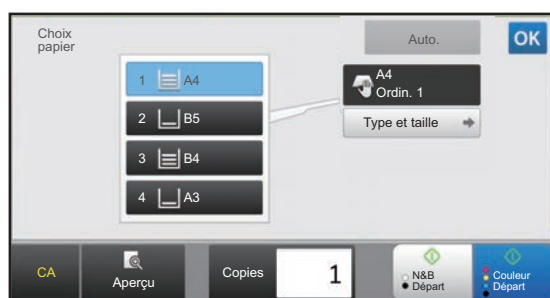 Choix
papier
Auto.
OK
1 A4
2 B5
3 B4
4 A3
A4
Ordin. 1
Type et taille
CA
Aperçu
Copies
1
N&B
Départ
Couleur
Départ